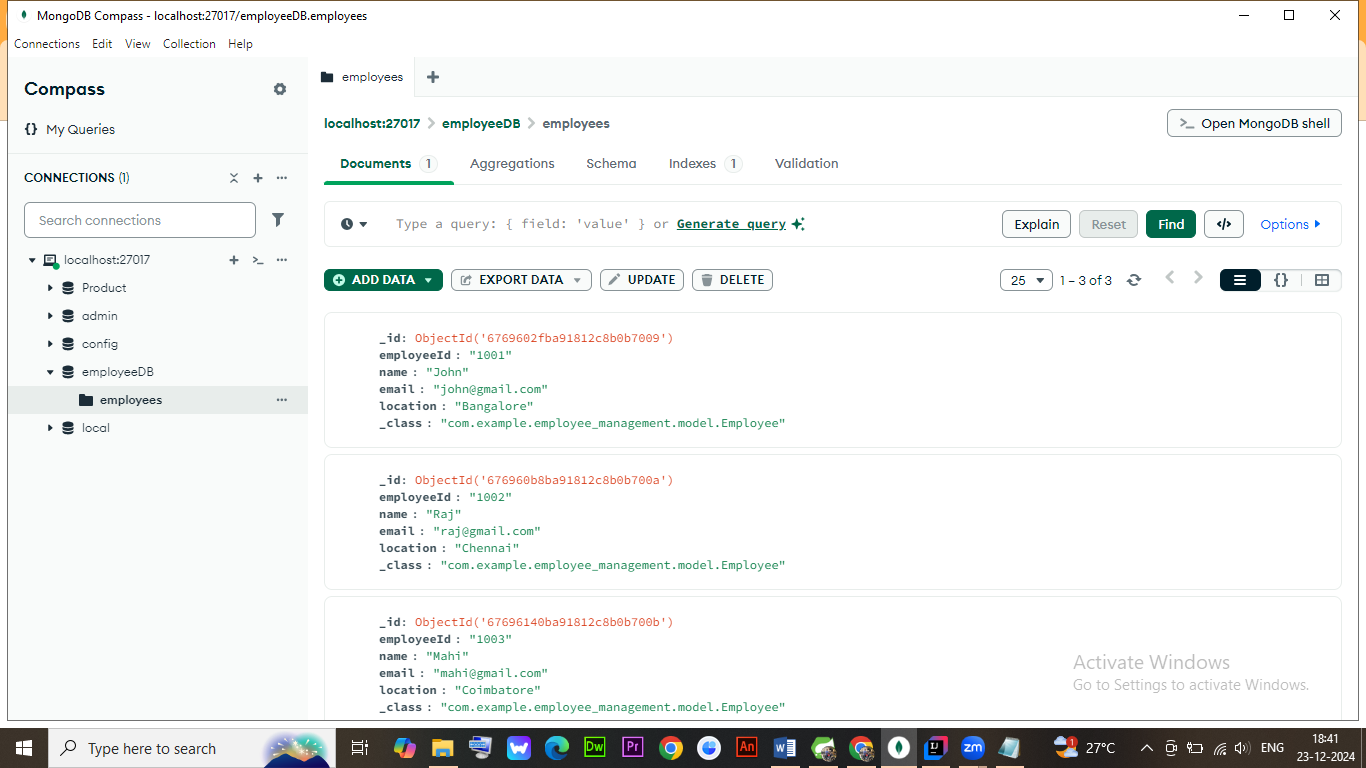 MongoDB Compass - localhost:27017/employeeDB.employees
Connections Edit View Collection Help
Compass
{} My Queries
CONNECTIONS (1)
Search connections
localhost:27017
Product
admin
config
employeeDB
employees
local
employees
localhost:27017 > employeeDB > employees
>_ Open MongoDB shell
Documents 1 Aggregations Schema Indexes 1 Validation
Type a query: { field: 'value' } or Generate query
Explain Reset Find </> Options
ADD DATA EXPORT DATA UPDATE DELETE
25 1 – 3 of 3 {}
_id: ObjectId('6769602fba91812c8b0b7009')
employeeId : "1001"
name : "John"
email : "john@gmail.com"
location : "Bangalore"
_class : "com.example.employee_management.model.Employee"
_id: ObjectId('676960b8ba91812c8b0b700a')
employeeId : "1002"
name : "Raj"
email : "raj@gmail.com"
location : "Chennai"
_class : "com.example.employee_management.model.Employee"
_id: ObjectId('67696140ba91812c8b0b700b')
employeeId : "1003"
name : "Mahi"
email : "mahi@gmail.com"
location : "Coimbatore"
_class : "com.example.employee_management.model.Employee"
Activate Windows
Go to Settings to activate Windows.
Type here to search
Dw Pr An W IJ zm
1 27°C
ENG
18:41
23-12-2024